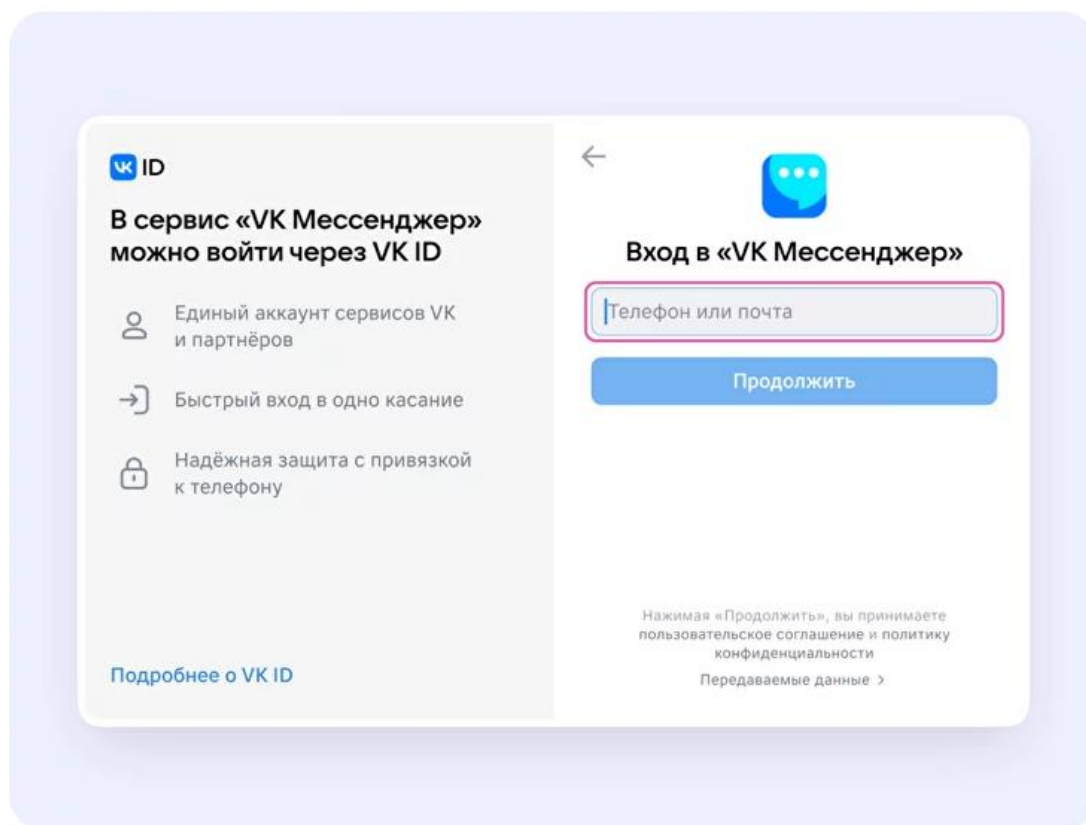 VK ID
В сервис «VK Мессенджер»
можно войти через VK ID
Единый аккаунт сервисов VK
и партнёров
Быстрый вход в одно касание
Надёжная защита с привязкой
к телефону
Подробнее о VK ID
Вход в «VK Мессенджер»
Телефон или почта
Продолжить
Нажимая «Продолжить», вы принимаете
пользовательское соглашение и политику
конфиденциальности
Передаваемые данные >